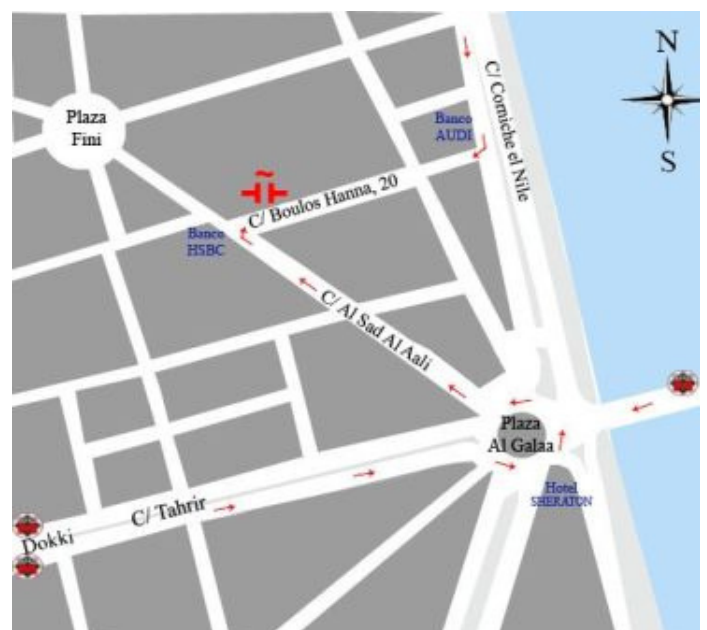 N
S
C/ Corniche el Nile
Plaza
Fini
Banco
AUDI
C/ Boulos Hanna, 20
Banco
HSBC
C/ Al Sad Al Aali
Plaza
Al Galaa
Hotel
SHERATON
C/ Tahrir
Dokki